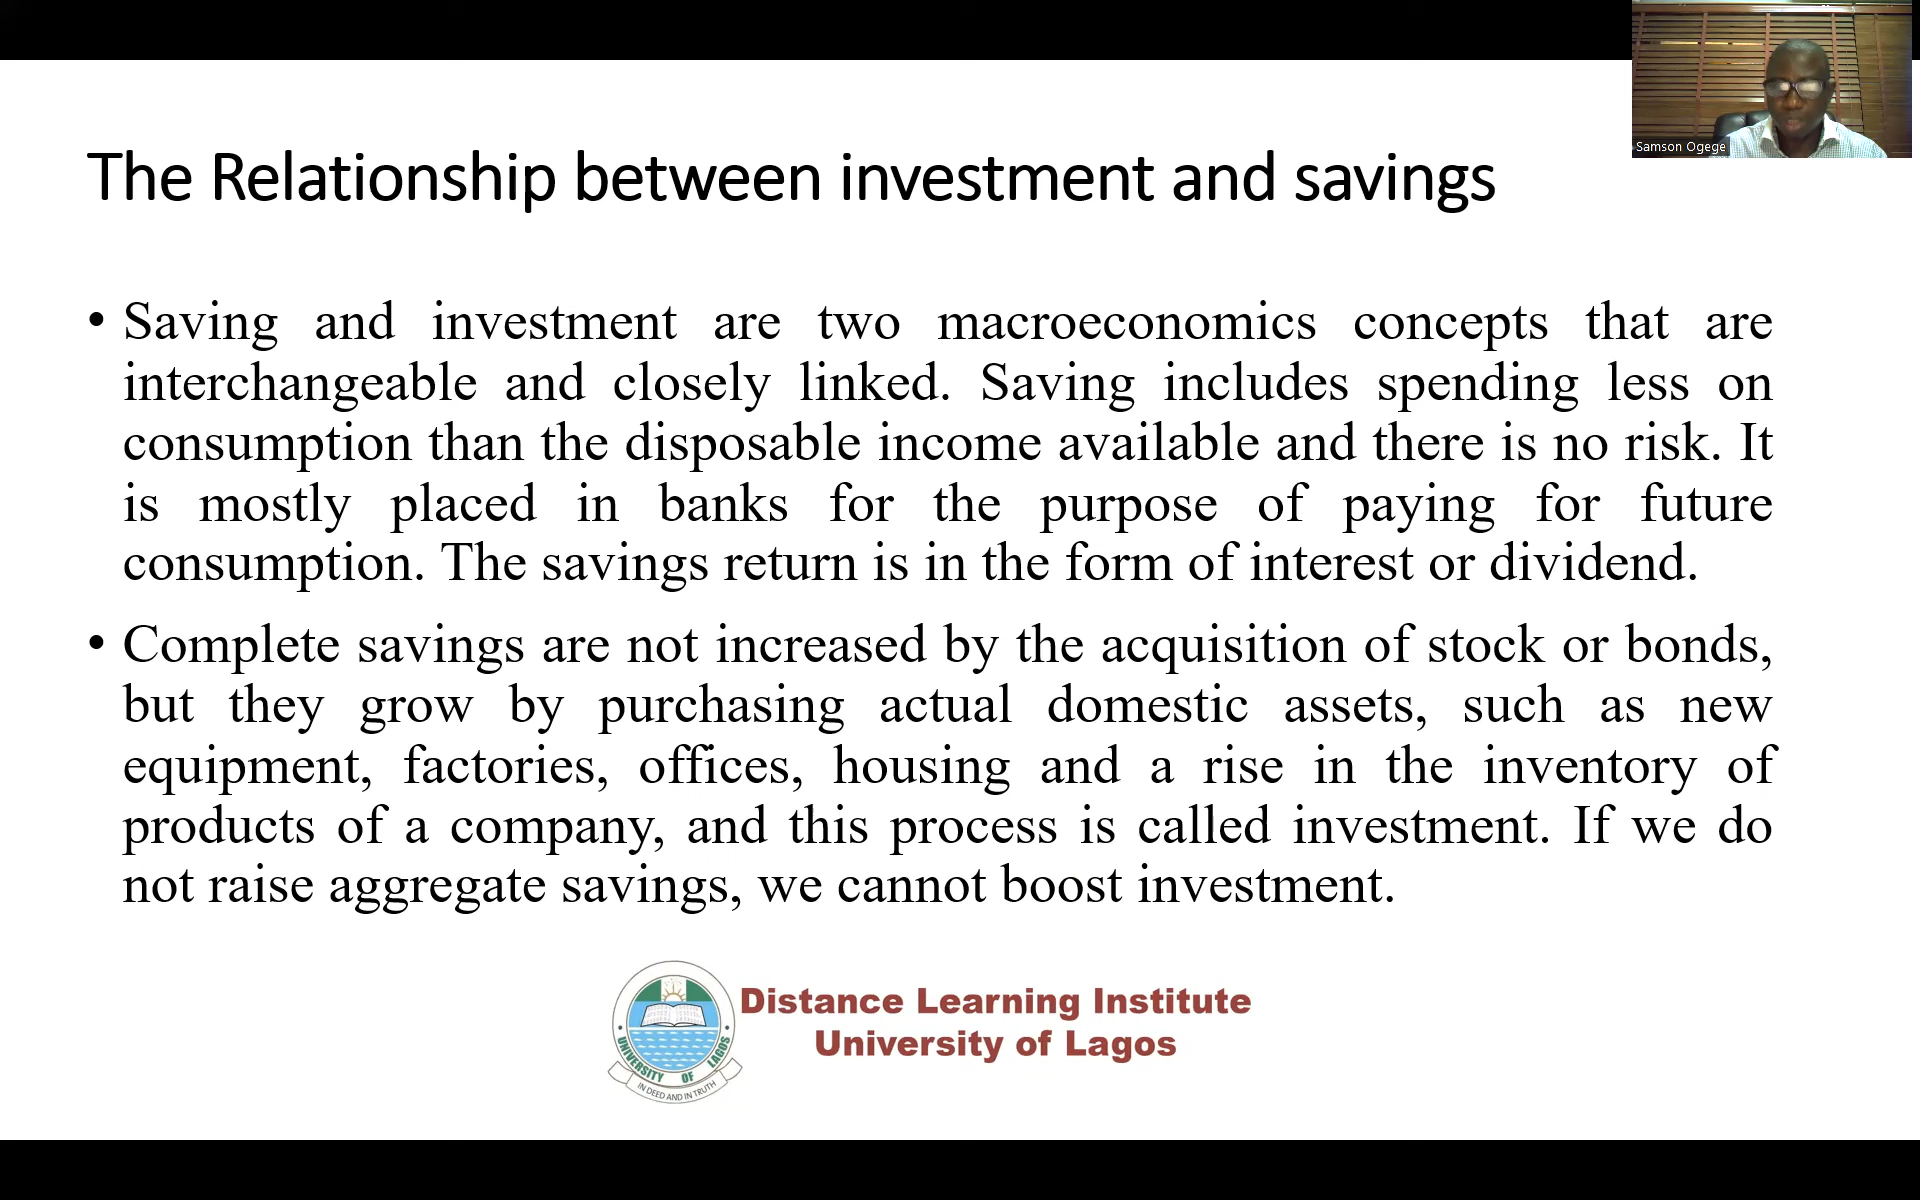 Samson Ogege
The Relationship between investment and savings
• Saving and investment are two macroeconomics concepts that are
interchangeable and closely linked. Saving includes spending less on
consumption than the disposable income available and there is no risk. It
is mostly placed in banks for the purpose of paying for future
consumption. The savings return is in the form of interest or dividend.
• Complete savings are not increased by the acquisition of stock or bonds,
but they grow by purchasing actual domestic assets, such as new
equipment, factories, offices, housing and a rise in the inventory of
products of a company, and this process is called investment. If we do
not raise aggregate savings, we cannot boost investment.
UNIVERSITY OF LAGOS
IN DEED AND IN TRUTH
Distance Learning Institute
University of Lagos